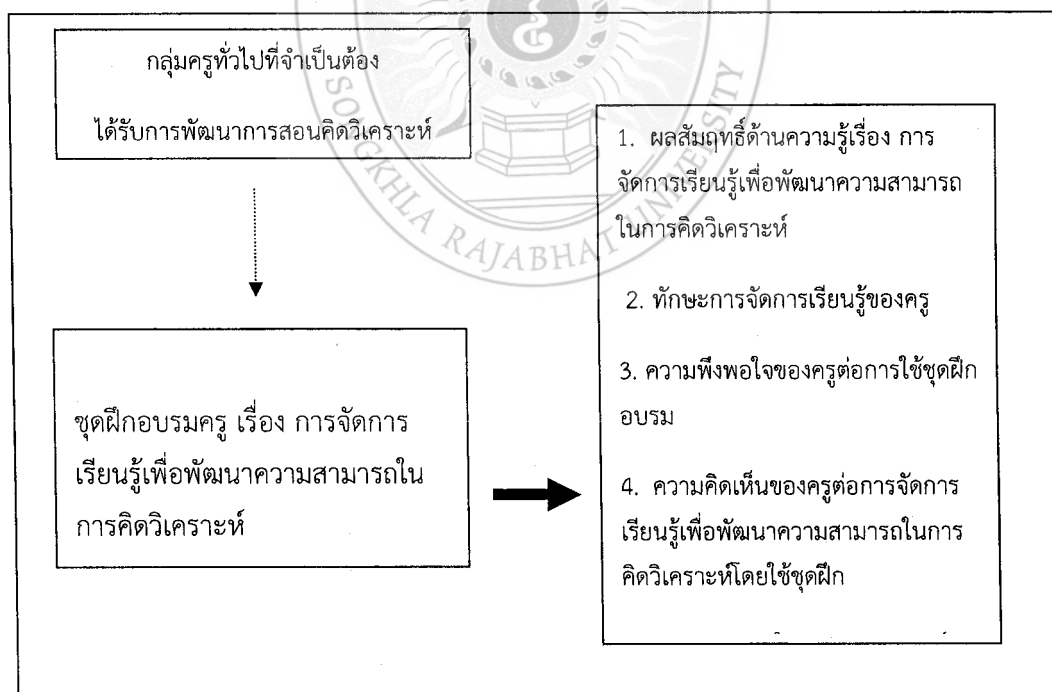 กลุ่มครูทั่วไปที่จำเป็นต้อง
ได้รับการพัฒนาการสอนคิดวิเคราะห์
SONGKHLA RAJABHAT UNIVERSITY
ชุดฝึกอบรมครู เรื่อง การจัดการ
เรียนรู้เพื่อพัฒนาความสามารถใน
การคิดวิเคราะห์
1. ผลสัมฤทธิ์ด้านความรู้เรื่อง การ
จัดการเรียนรู้เพื่อพัฒนาความสามารถ
ในการคิดวิเคราะห์
2. ทักษะการจัดการเรียนรู้ของครู
3. ความพึงพอใจของครูต่อการใช้ชุดฝึก
อบรม
4. ความคิดเห็นของครูต่อการจัดการ
เรียนรู้เพื่อพัฒนาความสามารถในการ
คิดวิเคราะห์โดยใช้ชุดฝึก